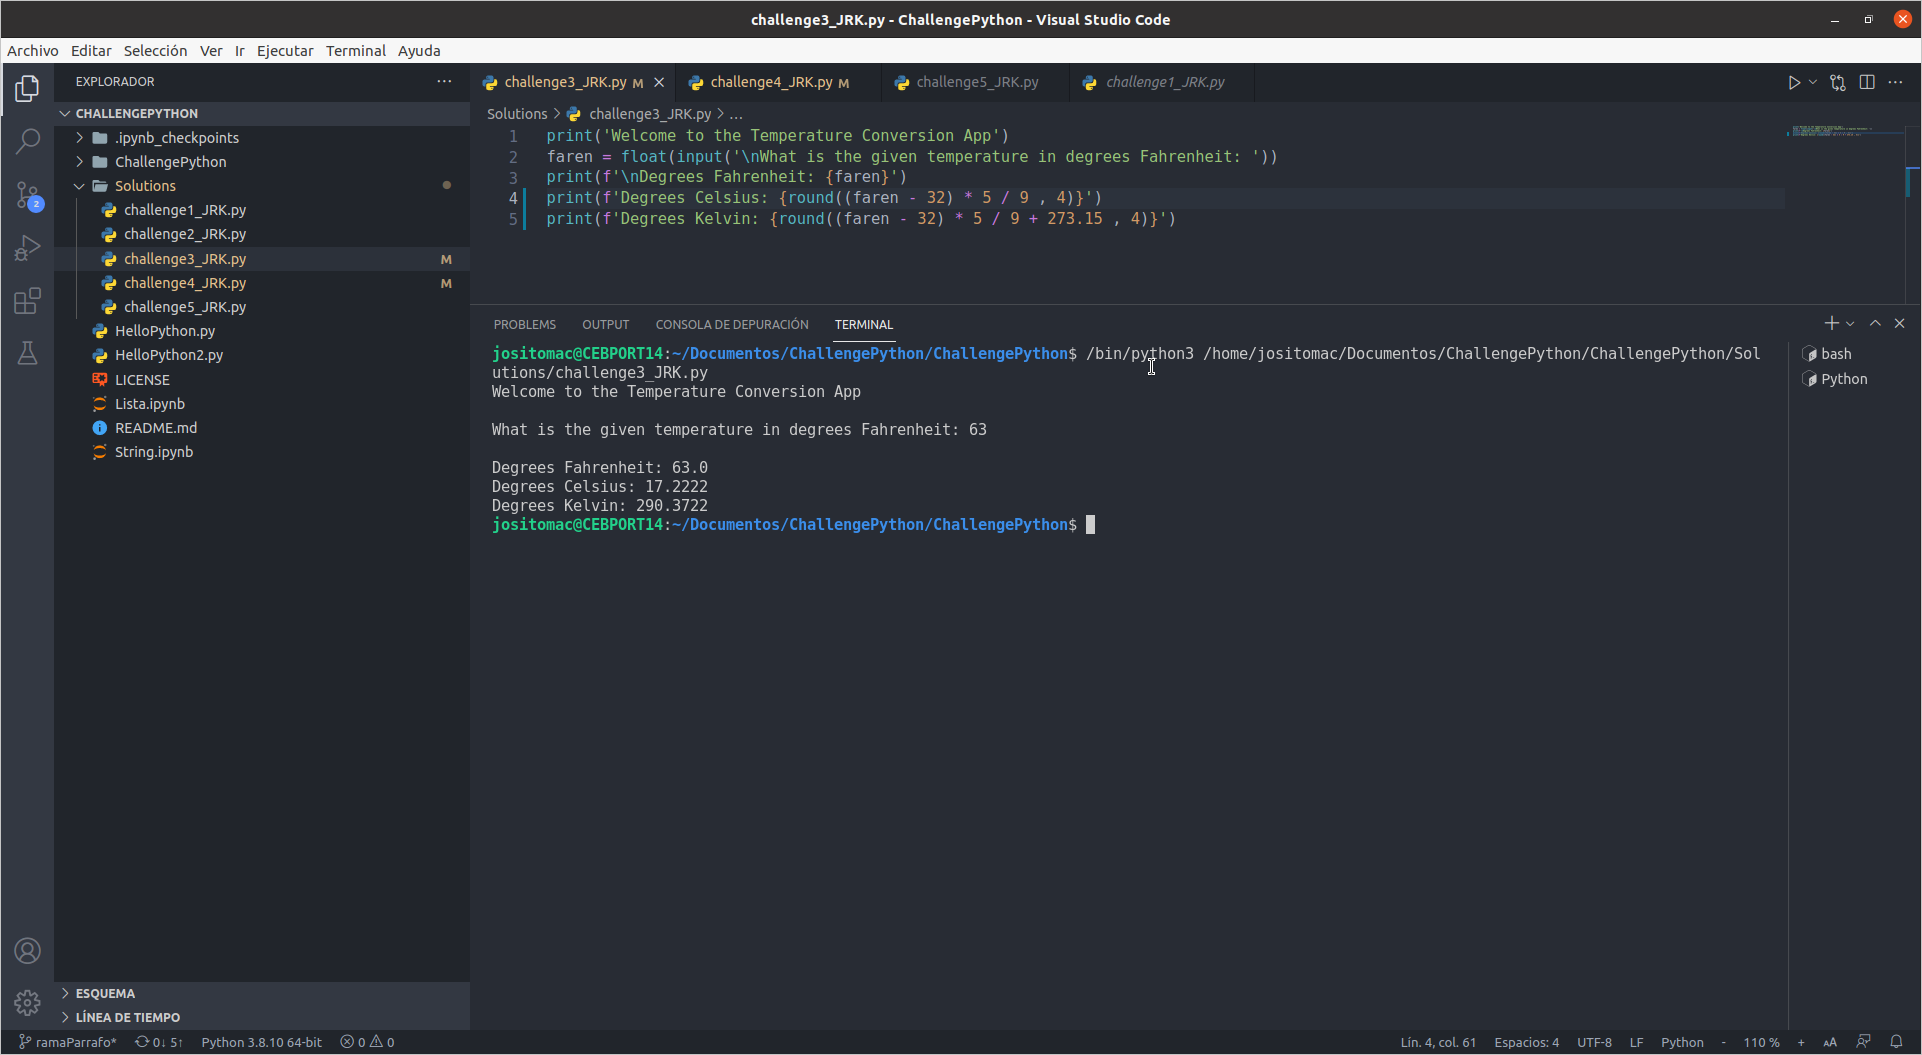 challenge3_JRK.py - ChallengePython - Visual Studio Code
Archivo Editar Selección Ver Ir Ejecutar Terminal Ayuda
EXPLORADOR
CHALLENGEPYTHON
.ipynb_checkpoints
ChallengePython
Solutions
challenge1_JRK.py
challenge2_JRK.py
challenge3_JRK.py M
challenge4_JRK.py M
challenge5_JRK.py
HelloPython.py
HelloPython2.py
LICENSE
Lista.ipynb
README.md
String.ipynb
ESQUEMA
LÍNEA DE TIEMPO
2
challenge3_JRK.py M challenge4_JRK.py M challenge5_JRK.py challenge1_JRK.py
Solutions > challenge3_JRK.py > ...
1 print('Welcome to the Temperature Conversion App')
2 faren = float(input('\nWhat is the given temperature in degrees Fahrenheit: '))
3 print(f'\nDegrees Fahrenheit: {faren}')
4 print(f'Degrees Celsius: {round((faren - 32) * 5 / 9 , 4)}')
5 print(f'Degrees Kelvin: {round((faren - 32) * 5 / 9 + 273.15 , 4)}')
PROBLEMS OUTPUT CONSOLA DE DEPURACIÓN TERMINAL
jositomac@CEBPORT14:~/Documentos/ChallengePython/ChallengePython$ /bin/python3 /home/jositomac/Documentos/ChallengePython/ChallengePython/Sol
utions/challenge3_JRK.py
Welcome to the Temperature Conversion App
What is the given temperature in degrees Fahrenheit: 63
Degrees Fahrenheit: 63.0
Degrees Celsius: 17.2222
Degrees Kelvin: 290.3722
jositomac@CEBPORT14:~/Documentos/ChallengePython/ChallengePython$
bash
Python
ramaParrafo* 0↓ 5↑ Python 3.8.10 64-bit 0 0 Lín. 4, col. 61 Espacios: 4 UTF-8 LF Python - 110 % + AA